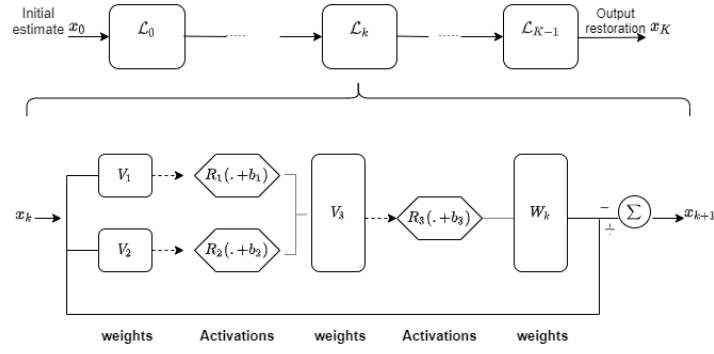 Initial estimate x_0
𝓛_0
𝓛_k
𝓛_{K-1}
Output restoration x_K
V_1
R_1(.+b_1)
x_k
V_2
R_2(.+b_2)
V_3
R_3(.+b_3)
W_k
−
÷
Σ
x_{k+1}
weights Activations weights Activations weights